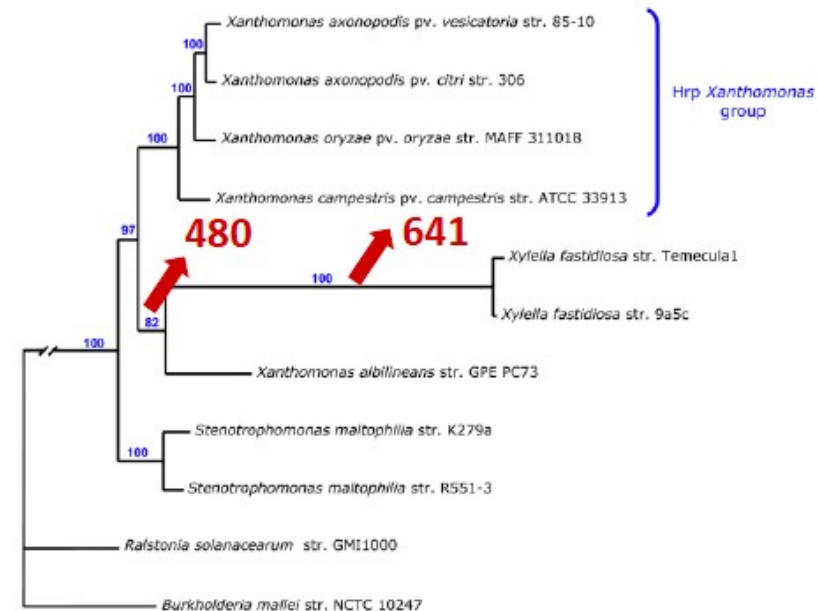 Xanthomonas axonopodis pv. vesicatoria str. 85-10
100
Xanthomonas axonopodis pv. citri str. 306
100
Hrp Xanthomonas
group
100
Xanthomonas oryzae pv. oryzae str. MAFF 311018
Xanthomonas campestris pv. campestris str. ATCC 33913
97
480
641
Xylella fastidiosa str. Temecula1
100
Xylella fastidiosa str. 9a5c
82
100
Xanthomonas albilineans str. GPE PC73
Stenotrophomonas maltophilia str. K279a
100
Stenotrophomonas maltophilia str. R551-3
Ralstonia solanacearum str. GMI1000
Burkholderia mallei str. NCTC 10247